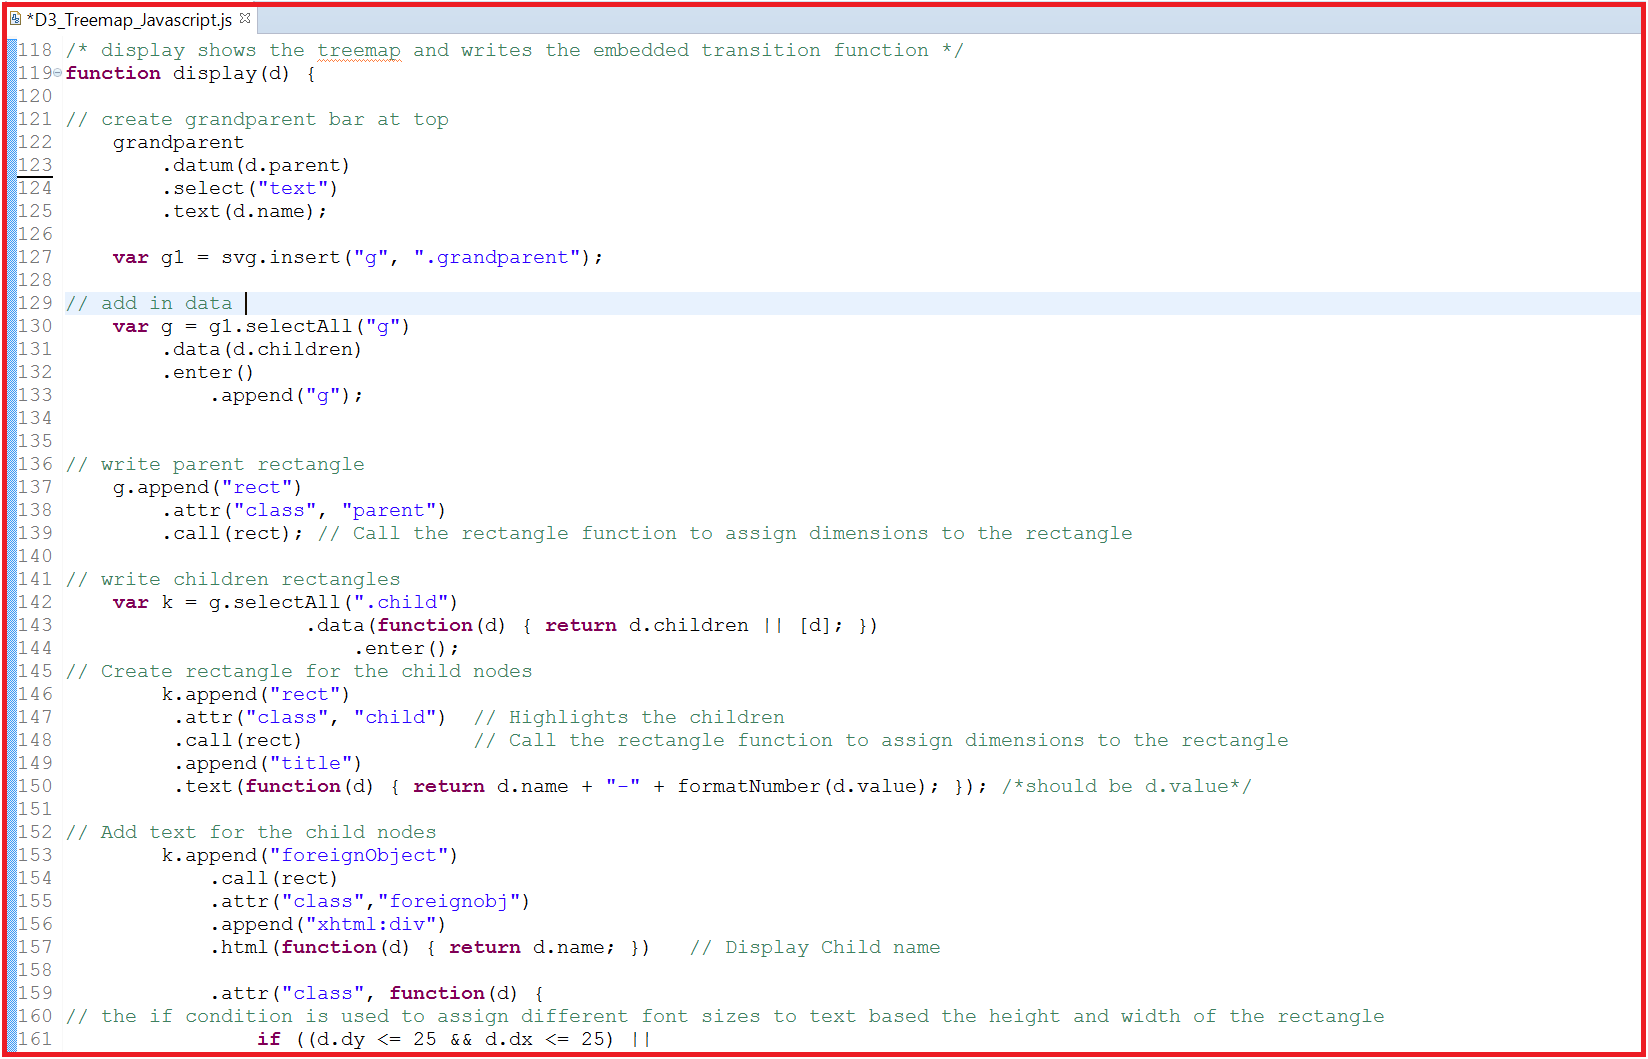 *D3_Treemap_Javascript.js
118 /* display shows the treemap and writes the embedded transition function */
119 function display(d) {
120
121 // create grandparent bar at top
122     grandparent
123         .datum(d.parent)
124         .select("text")
125         .text(d.name);
126
127     var g1 = svg.insert("g", ".grandparent");
128
129 // add in data
130     var g = g1.selectAll("g")
131         .data(d.children)
132         .enter()
133             .append("g");
134
135
136 // write parent rectangle
137     g.append("rect")
138         .attr("class", "parent")
139         .call(rect); // Call the rectangle function to assign dimensions to the rectangle
140
141 // write children rectangles
142     var k = g.selectAll(".child")
143                     .data(function(d) { return d.children || [d]; })
144                         .enter();
145 // Create rectangle for the child nodes
146         k.append("rect")
147          .attr("class", "child")  // Highlights the children
148          .call(rect)              // Call the rectangle function to assign dimensions to the rectangle
149          .append("title")
150          .text(function(d) { return d.name + "-" + formatNumber(d.value); }); /*should be d.value*/
151
152 // Add text for the child nodes
153         k.append("foreignObject")
154             .call(rect)
155             .attr("class","foreignobj")
156             .append("xhtml:div")
157             .html(function(d) { return d.name; })   // Display Child name
158
159             .attr("class", function(d) {
160 // the if condition is used to assign different font sizes to text based the height and width of the rectangle
161                 if ((d.dy <= 25 && d.dx <= 25) ||